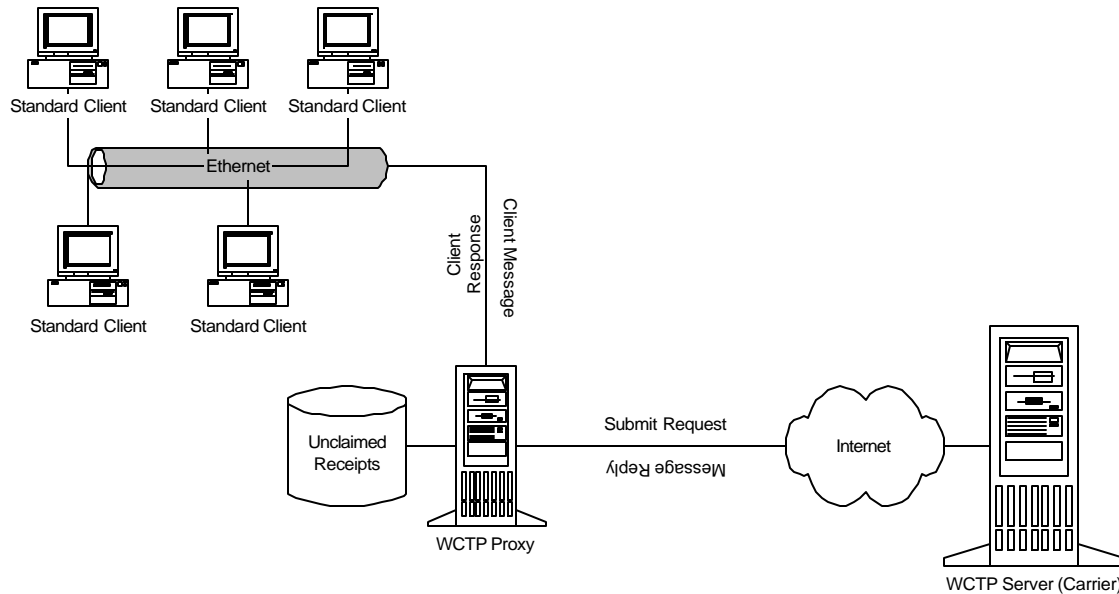 Standard Client
Standard Client
Standard Client
Ethernet
Standard Client
Standard Client
Client
Response
Client Message
Unclaimed
Receipts
WCTP Proxy
Submit Request
Message Reply
Internet
WCTP Server (Carrier)